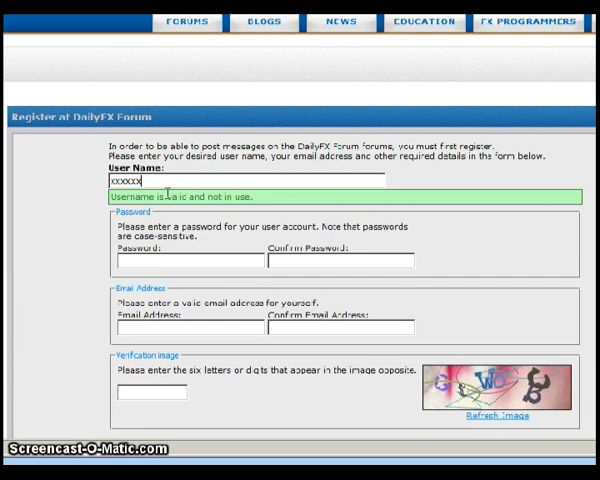 FORUMS BLOGS NEWS EDUCATION FX PROGRAMMERS
Register at DailyFX Forum
In order to be able to post messages on the DailyFX Forum forums, you must first register.
Please enter your desired user name, your email address and other required details in the form below.
User Name:
xxxxxx
Username is valid and not in use.
Password
Please enter a password for your user account. Note that passwords
are case-sensitive.
Password: Confirm Password:
Email Address
Please enter a valid email address for yourself.
Email Address: Confirm Email Address:
Verification image
Please enter the six letters or digits that appear in the image opposite.
Refresh Image
Screencast-O-Matic.com